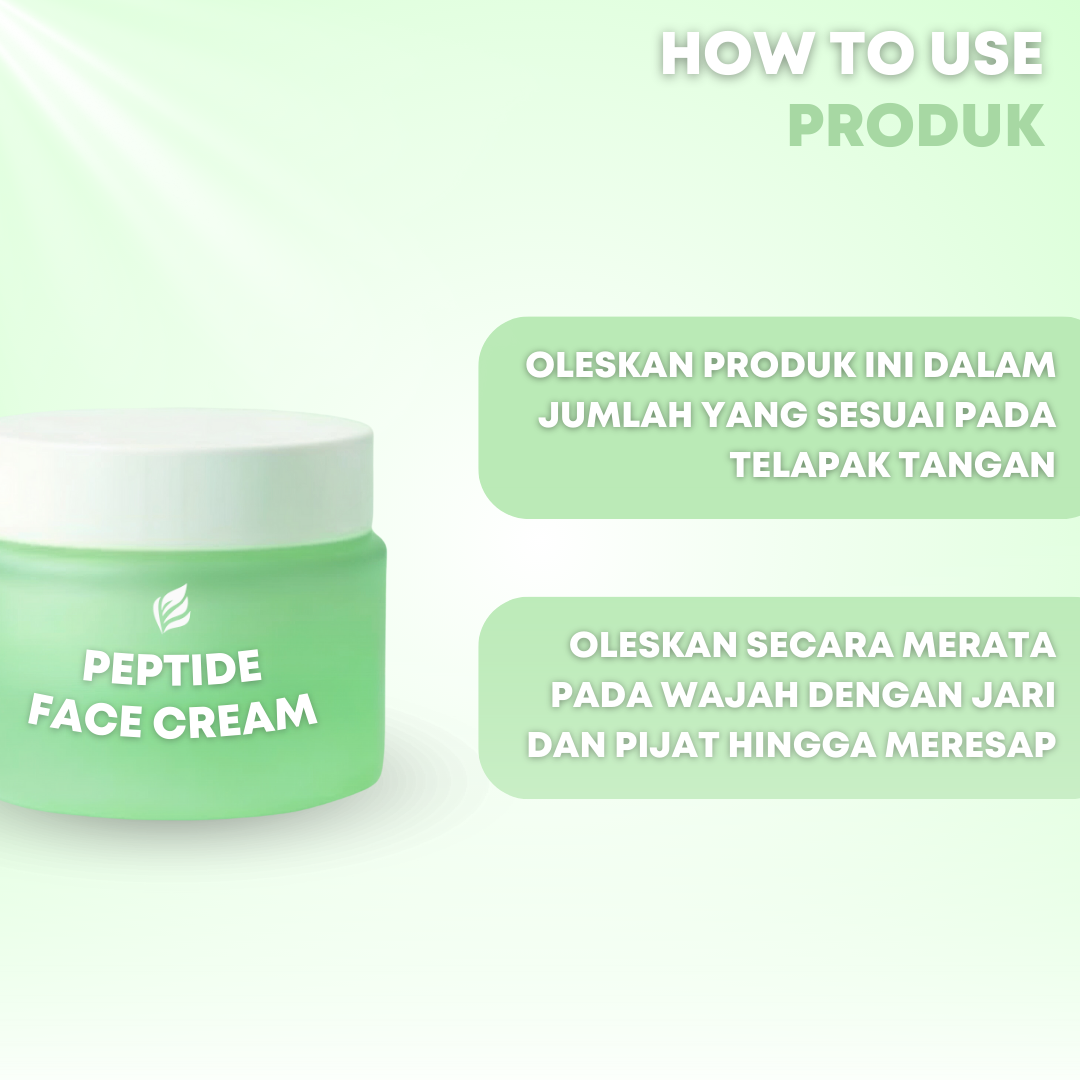 HOW TO USE
PRODUK
OLESKAN PRODUK INI DALAM
JUMLAH YANG SESUAI PADA
TELAPAK TANGAN
PEPTIDE
FACE CREAM
OLESKAN SECARA MERATA
PADA WAJAH DENGAN JARI
DAN PIJAT HINGGA MERESAP